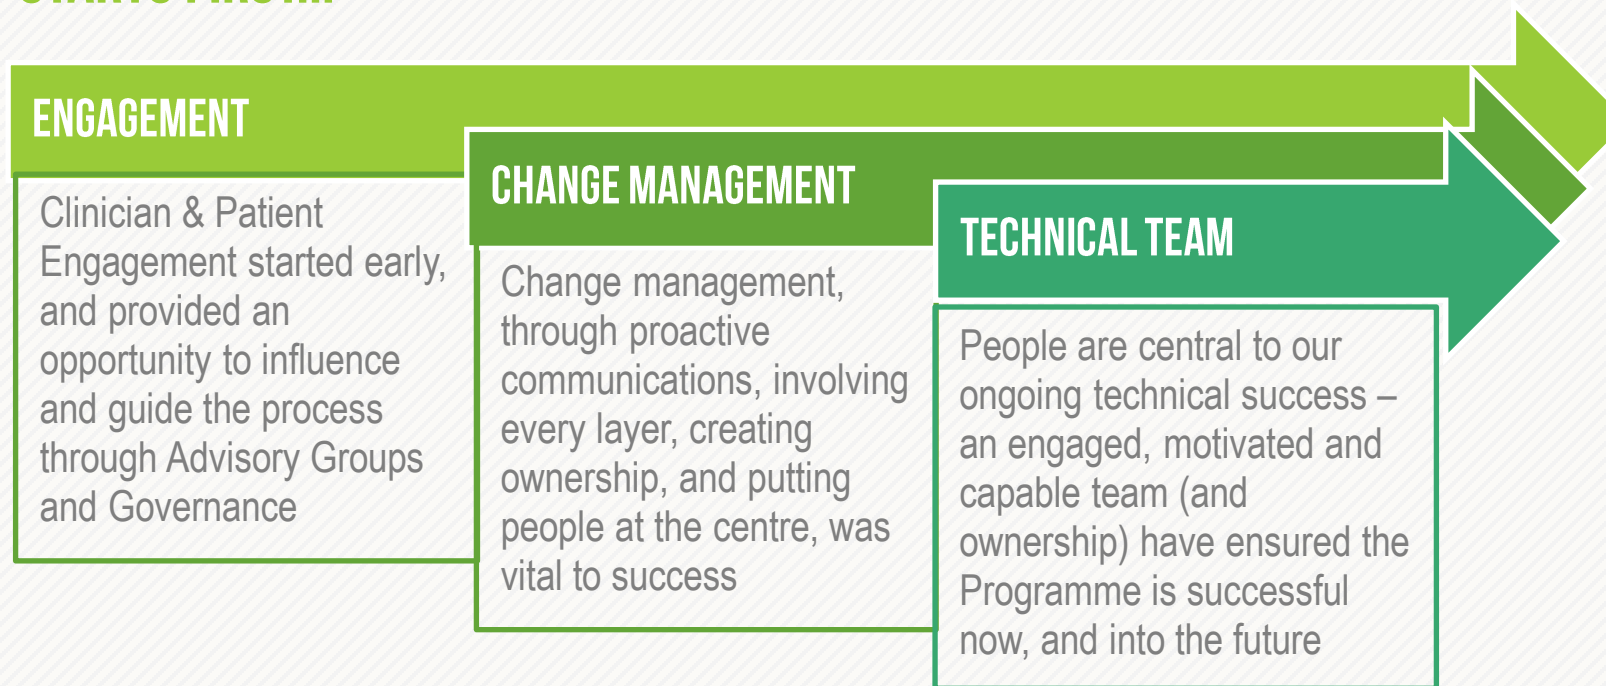 ENGAGEMENT
Clinician & Patient
Engagement started early,
and provided an
opportunity to influence
and guide the process
through Advisory Groups
and Governance
CHANGE MANAGEMENT
Change management,
through proactive
communications, involving
every layer, creating
ownership, and putting
people at the centre, was
vital to success
TECHNICAL TEAM
People are central to our
ongoing technical success –
an engaged, motivated and
capable team (and
ownership) have ensured the
Programme is successful
now, and into the future